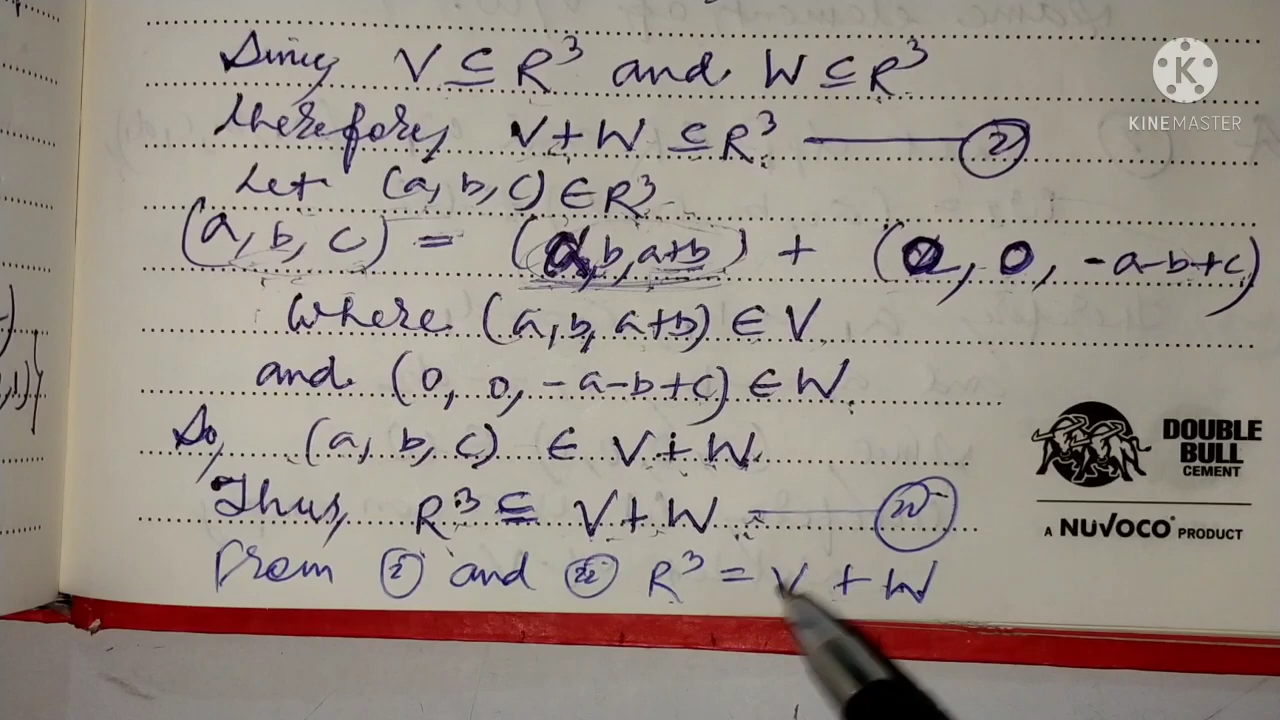 Since V ⊆ R³ and W ⊆ R³
KINEMASTER
therefore, V+W ⊆ R³ —— (i)
Let (a, b, c) ∈ R³
(a, b, c) = (a, b, a+b) + (0, 0, -a-b+c)
Where (a, b, a+b) ∈ V
and (0, 0, -a-b+c) ∈ W
So, (a, b, c) ∈ V+W
Thus, R³ ⊆ V+W —— (ii)
From (i) and (ii) R³ = V + W
DOUBLE
BULL
CEMENT
A NUVOCO PRODUCT